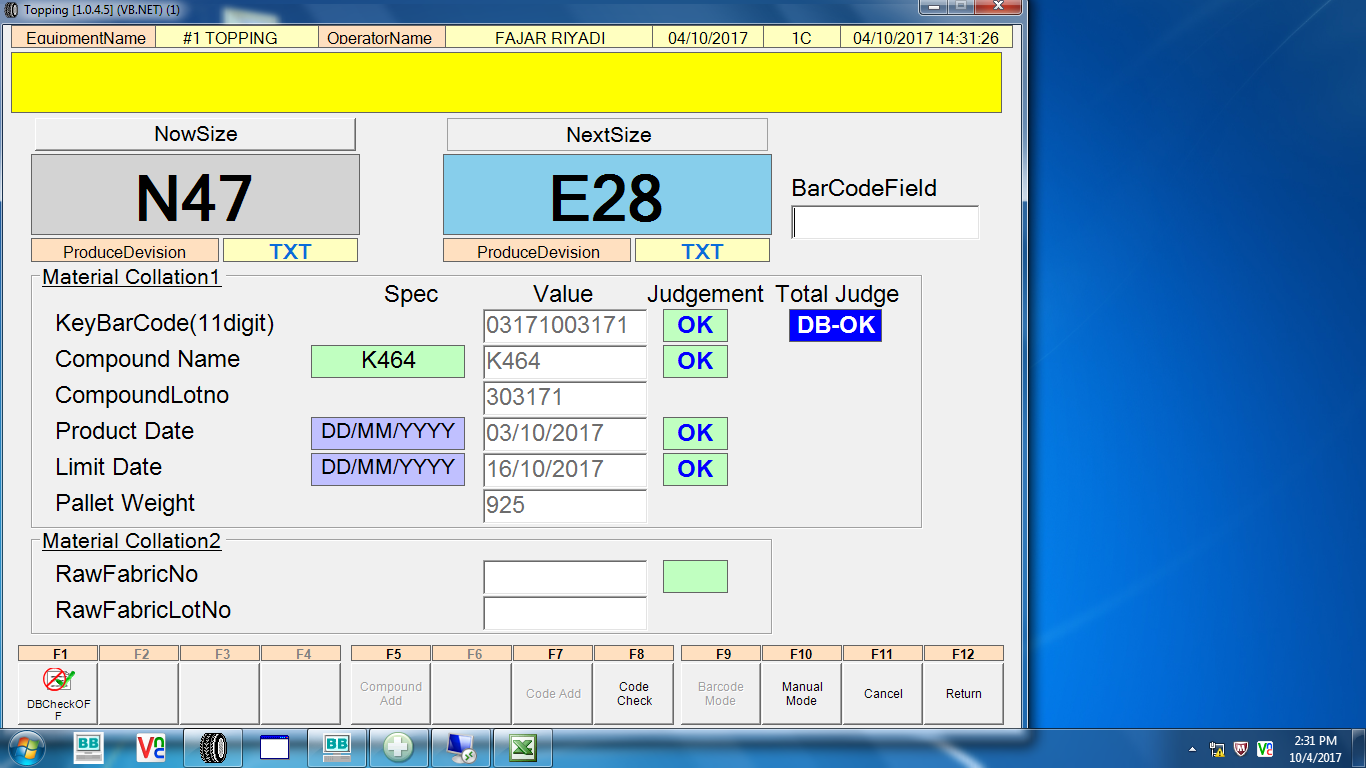 Topping [1.0.4.5] (VB.NET) (1)
EquipmentName #1 TOPPING OperatorName FAJAR RIYADI 04/10/2017 1C 04/10/2017 14:31:26
NowSize NextSize
N47 E28 BarCodeField
ProduceDevision TXT ProduceDevision TXT
Material Collation1
Spec Value Judgement Total Judge
KeyBarCode(11digit) 03171003171 OK DB-OK
Compound Name K464 K464 OK
CompoundLotno 303171
Product Date DD/MM/YYYY 03/10/2017 OK
Limit Date DD/MM/YYYY 16/10/2017 OK
Pallet Weight 925
Material Collation2
RawFabricNo
RawFabricLotNo
F1 F2 F3 F4 F5 F6 F7 F8 F9 F10 F11 F12
DBCheckOF
F
Compound
Add
Code Add
Code
Check
Barcode
Mode
Manual
Mode
Cancel
Return
BB
VNC
BB
2:31 PM
10/4/2017